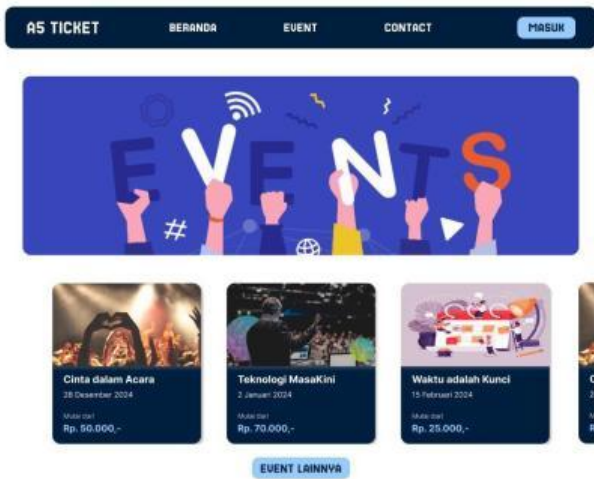 A5 TICKET
BERANDA
EVENT
CONTACT
MASUK
EVENTS
#
Cinta dalam Acara
28 Desember 2024
Mulai dari
Rp. 50.000,-
Teknologi MasaKini
2 Januari 2024
Mulai dari
Rp. 70.000,-
Waktu adalah Kunci
15 Februari 2024
Mulai dari
Rp. 25.000,-
EVENT LAINNYA